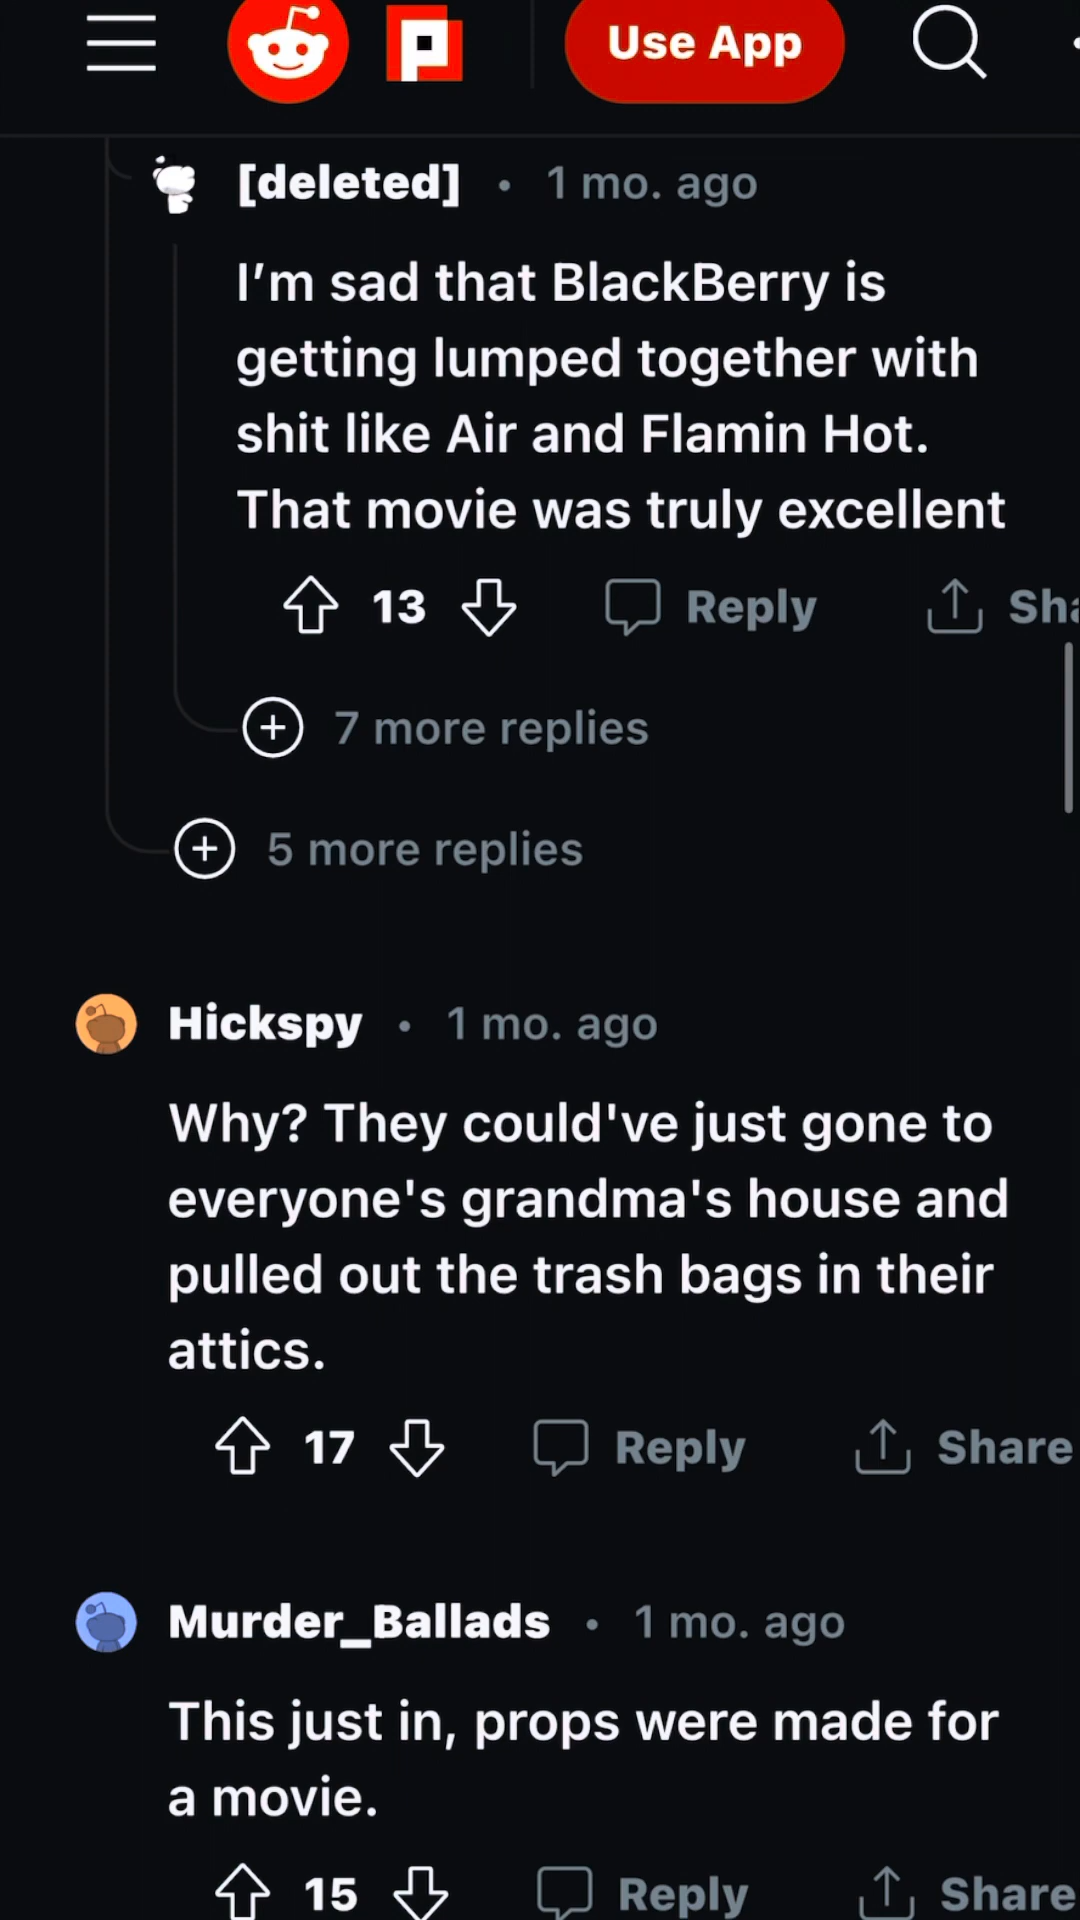 Use App
[deleted] • 1 mo. ago
I’m sad that BlackBerry is
getting lumped together with
shit like Air and Flamin Hot.
That movie was truly excellent
13 Reply Sha
7 more replies
5 more replies
Hickspy • 1 mo. ago
Why? They could've just gone to
everyone's grandma's house and
pulled out the trash bags in their
attics.
17 Reply Share
Murder_Ballads • 1 mo. ago
This just in, props were made for
a movie.
15 Reply Share